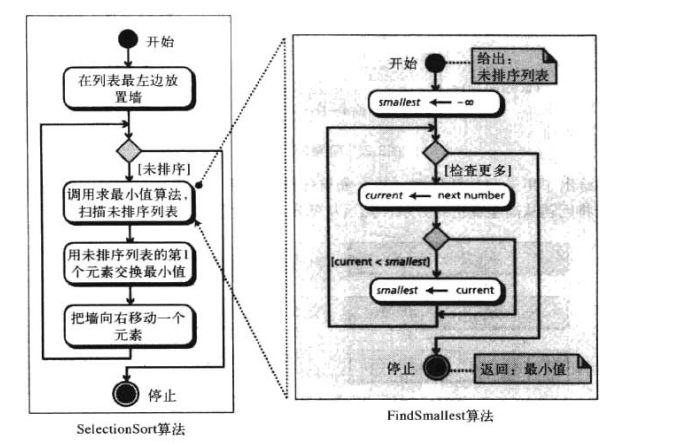 开始
在列表最左边放
置墙
[未排序]
调用求最小值算法，
扫描未排序列表
用未排序列表的第1
个元素交换最小值
把墙向右移动一个
元素
停止
SelectionSort算法
开始
给出：
未排序列表
smallest ← -∞
[检查更多]
current ← next number
[current < smallest]
smallest ← current
停止
返回：最小值
FindSmallest算法